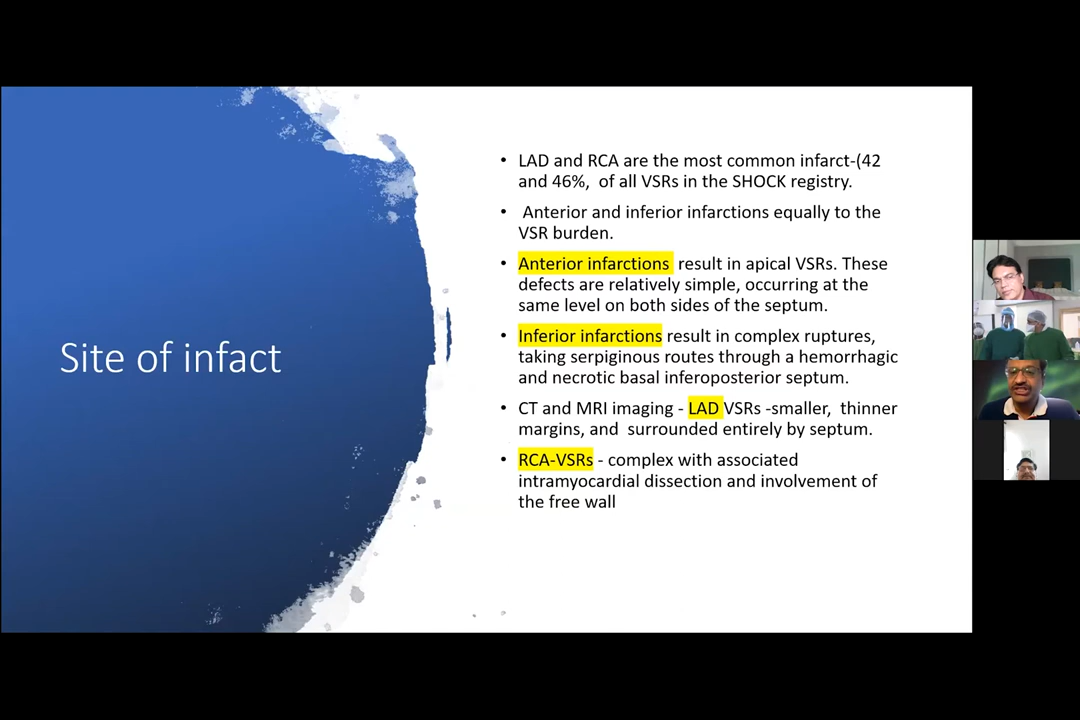 Site of infact
• LAD and RCA are the most common infarct-(42
and 46%, of all VSRs in the SHOCK registry.
• Anterior and inferior infarctions equally to the
VSR burden.
• Anterior infarctions result in apical VSRs. These
defects are relatively simple, occurring at the
same level on both sides of the septum.
• Inferior infarctions result in complex ruptures,
taking serpiginous routes through a hemorrhagic
and necrotic basal inferoposterior septum.
• CT and MRI imaging - LAD VSRs -smaller, thinner
margins, and surrounded entirely by septum.
• RCA-VSRs - complex with associated
intramyocardial dissection and involvement of
the free wall